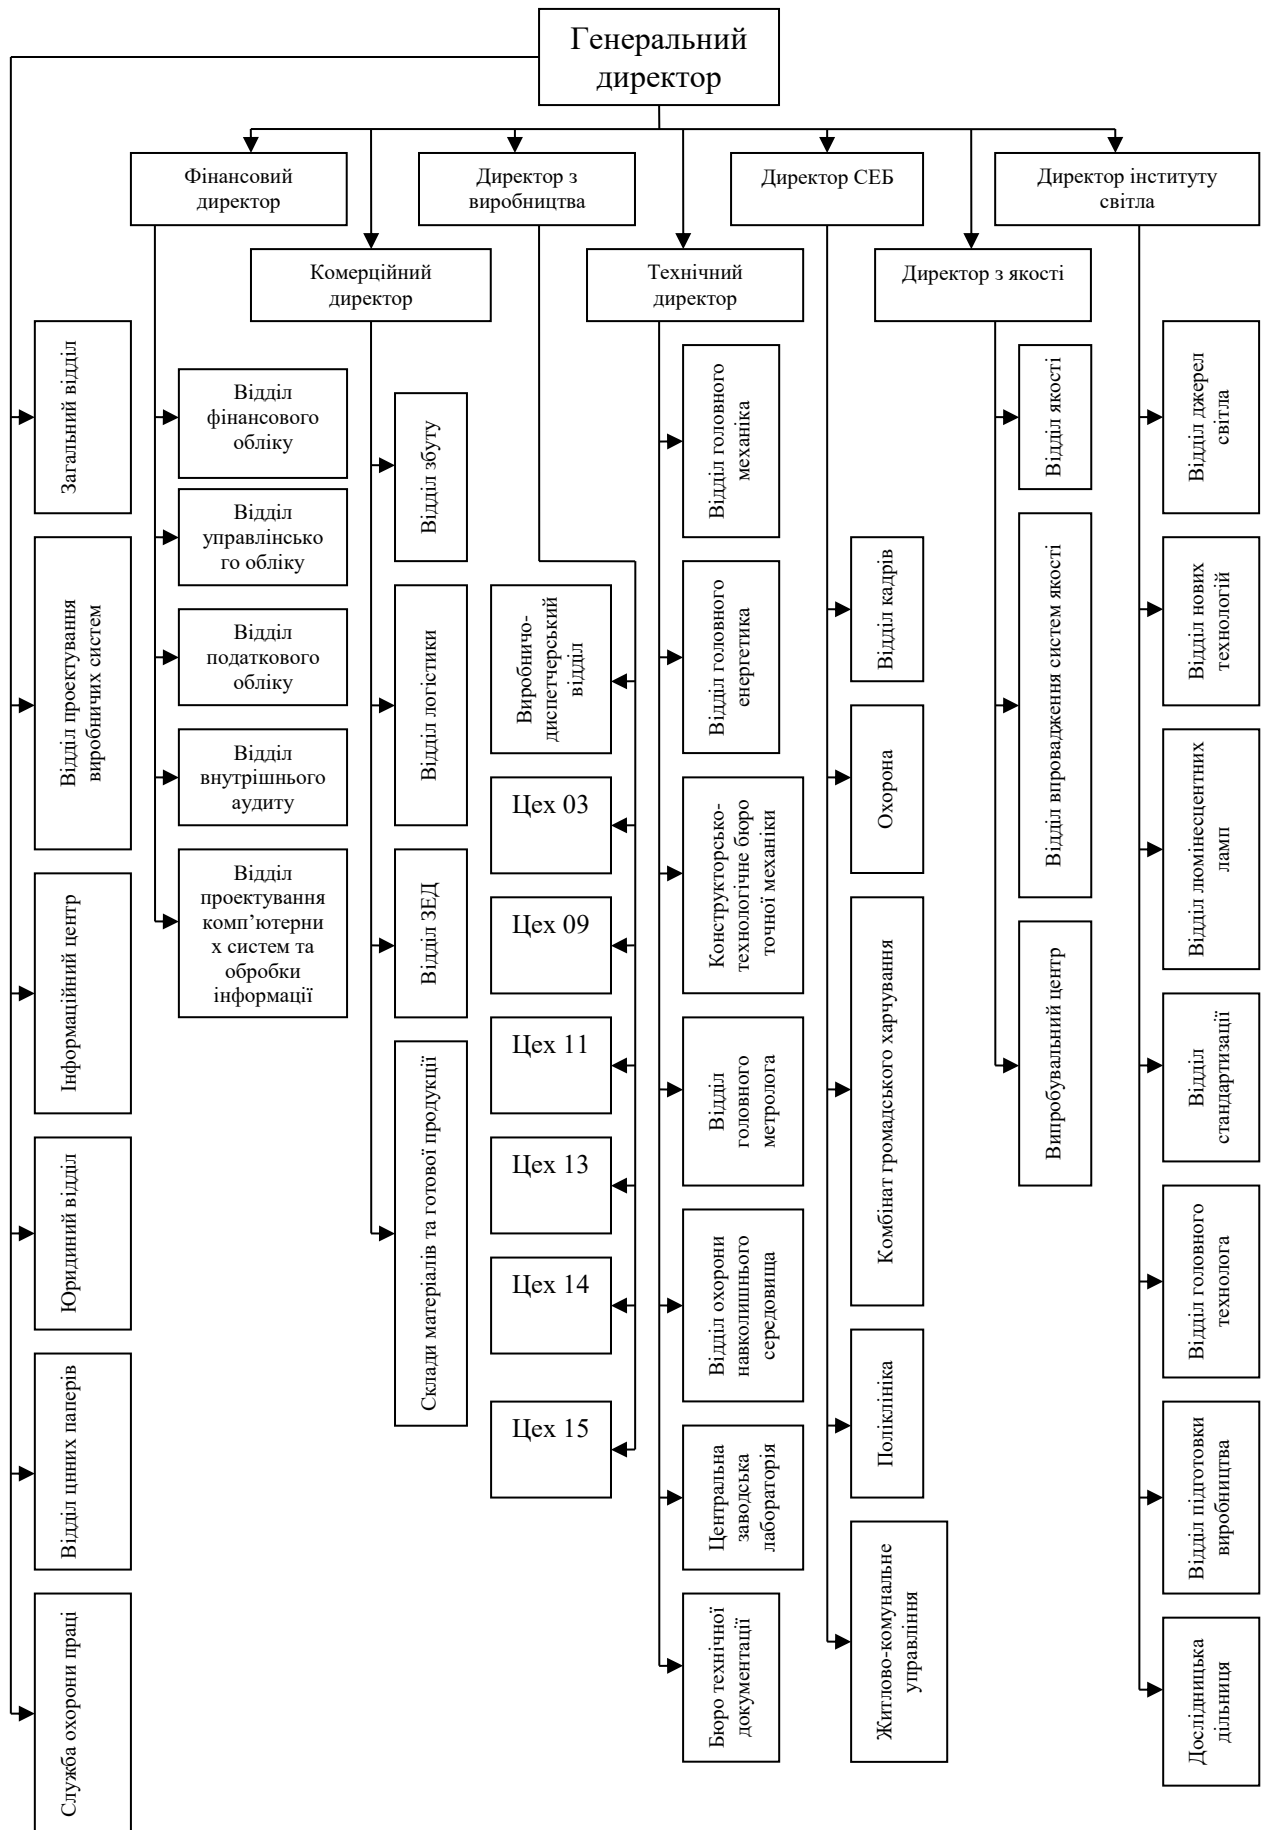 Генеральний
директор
Фінансовий
директор
Директор з
виробництва
Директор СЕБ
Директор інституту
світла
Комерційний
директор
Технічний
директор
Директор з якості
Загальний відділ
Відділ проектування
виробничих систем
Інформаційний центр
Юридиний відділ
Відділ цнних паперів
Служба охорони праці
Відділ
фінансового
обліку
Відділ
управлінсько
го обліку
Відділ
податкового
обліку
Відділ
внутрішнього
аудиту
Відділ
проектування
комп’ютерни
х систем та
обробки
інформації
Відділ збуту
Відділ логістики
Відділ ЗЕД
Склади матеріалів та готової продукції
Виробничо-
диспетчерський
відділ
Цех 03
Цех 09
Цех 11
Цех 13
Цех 14
Цех 15
Відділ головного
механіка
Відділ головного
енергетика
Конструкторсько-
технологічне бюро
точної механіки
Відділ
головного
метролога
Відділ охорони
навколишнього
середовища
Центральна
заводська
лабораторія
Бюро технічної
документації
Відділ кадрів
Охорона
Комбінат громадського харчування
Поліклініка
Житлово-комунальне
управління
Відділ якості
Відділ впровадження систем якості
Випробувальний центр
Відділ джерел
світла
Відділ нових
технологій
Відділ люмінесцентних
ламп
Відділ
стандартизації
Відділ головного
технолога
Відділ підготовки
виробництва
Дослідницька
дільниця